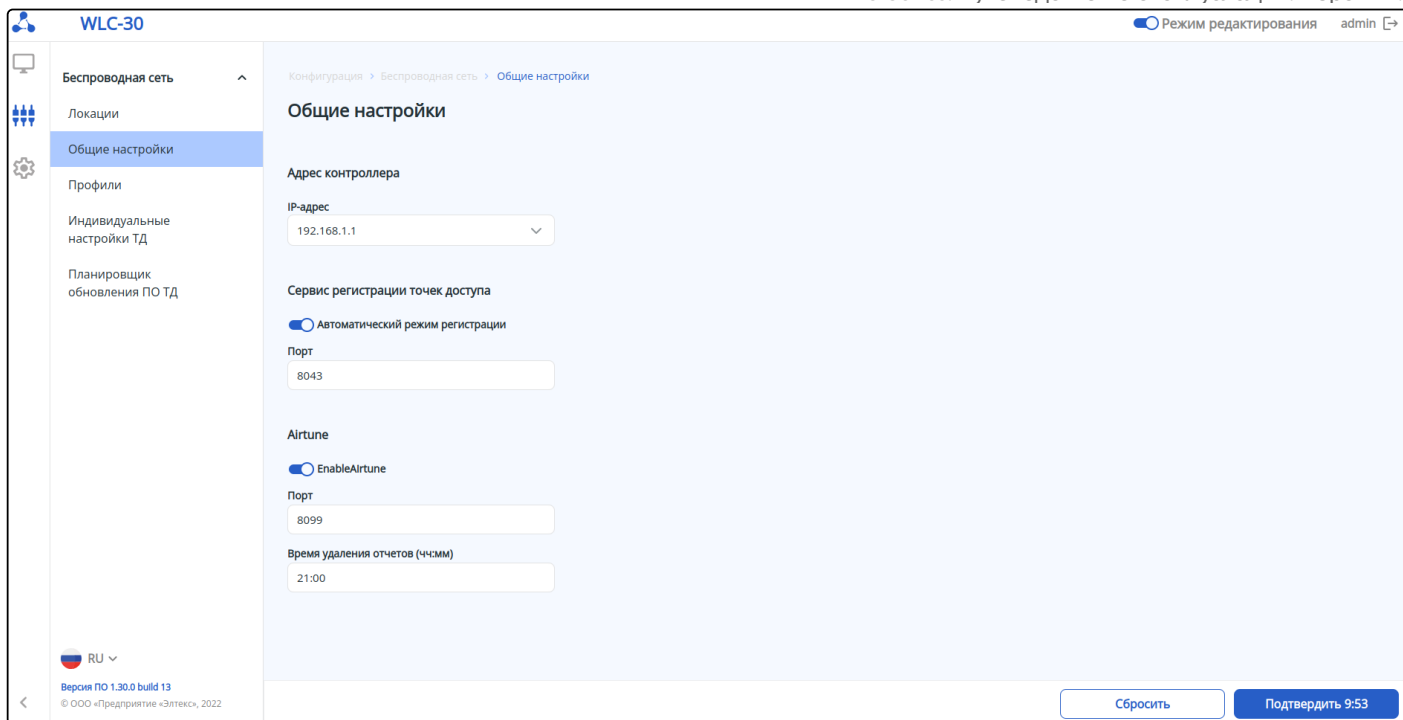 WLC-30
Режим редактирования
admin
Беспроводная сеть
Локации
Общие настройки
Профили
Индивидуальные
настройки ТД
Планировщик
обновления ПО ТД
Конфигурация > Беспроводная сеть > Общие настройки
Общие настройки
Адрес контроллера
IP-адрес
192.168.1.1
Сервис регистрации точек доступа
Автоматический режим регистрации
Порт
8043
Airtune
EnableAIrtune
Порт
8099
Время удаления отчетов (чч:мм)
21:00
RU
Версия ПО 1.30.0 build 13
© ООО «Предприятие «Элтекс», 2022
Сбросить
Подтвердить 9:53